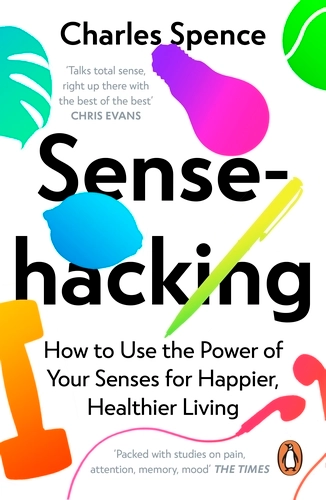 Charles Spence
‘Talks total sense,
right up there with
the best of the best’
CHRIS EVANS
Sense-
hacking
How to Use the Power of
Your Senses for Happier,
Healthier Living
‘Packed with studies on pain,
attention, memory, mood’ THE TIMES